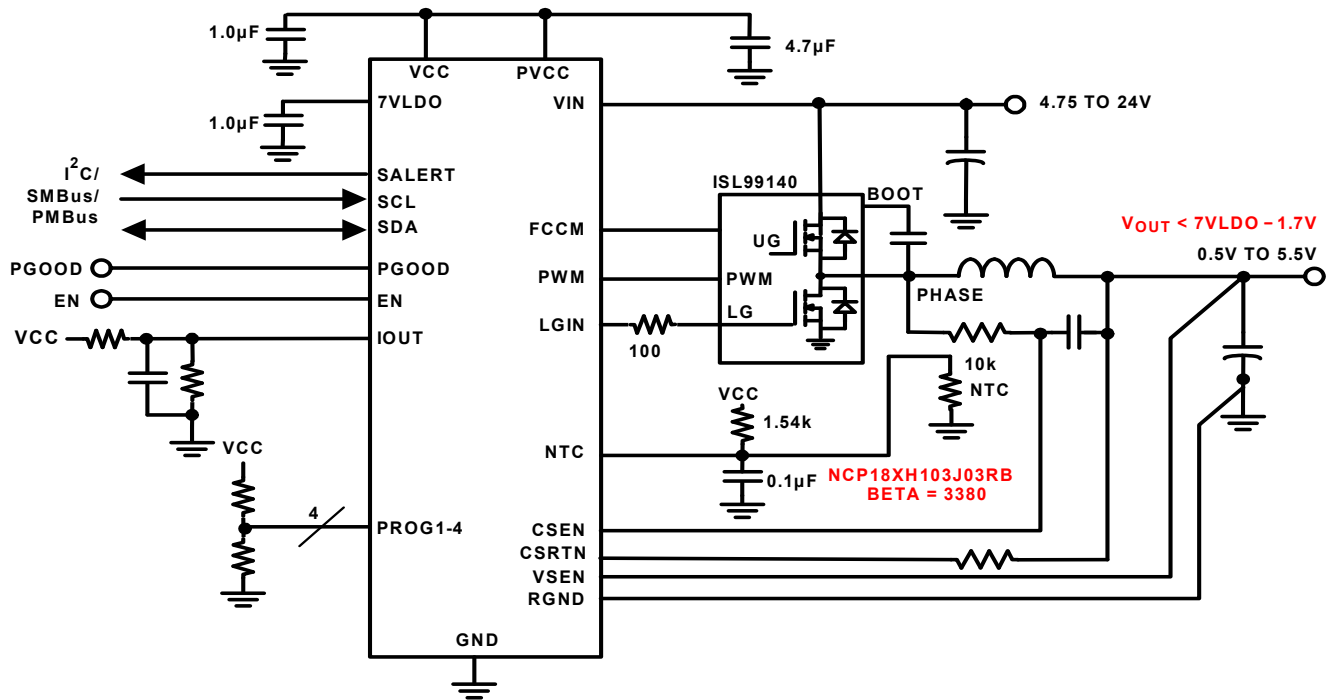 1.0µF
4.7µF
VCC
PVCC
7VLDO
VIN
4.75 TO 24V
1.0µF
I²C/
SMBus/
PMBus
SALERT
SCL
SDA
ISL99140
BOOT
FCCM
UG
VOUT < 7VLDO – 1.7V
0.5V TO 5.5V
PGOOD
PGOOD
PWM
PWM
PHASE
EN
EN
LGIN
LG
100
VCC
IOUT
10k
NTC
VCC
1.54k
VCC
NTC
0.1µF
NCP18XH103J03RB
BETA = 3380
4
PROG1-4
CSEN
CSRTN
VSEN
RGND
GND